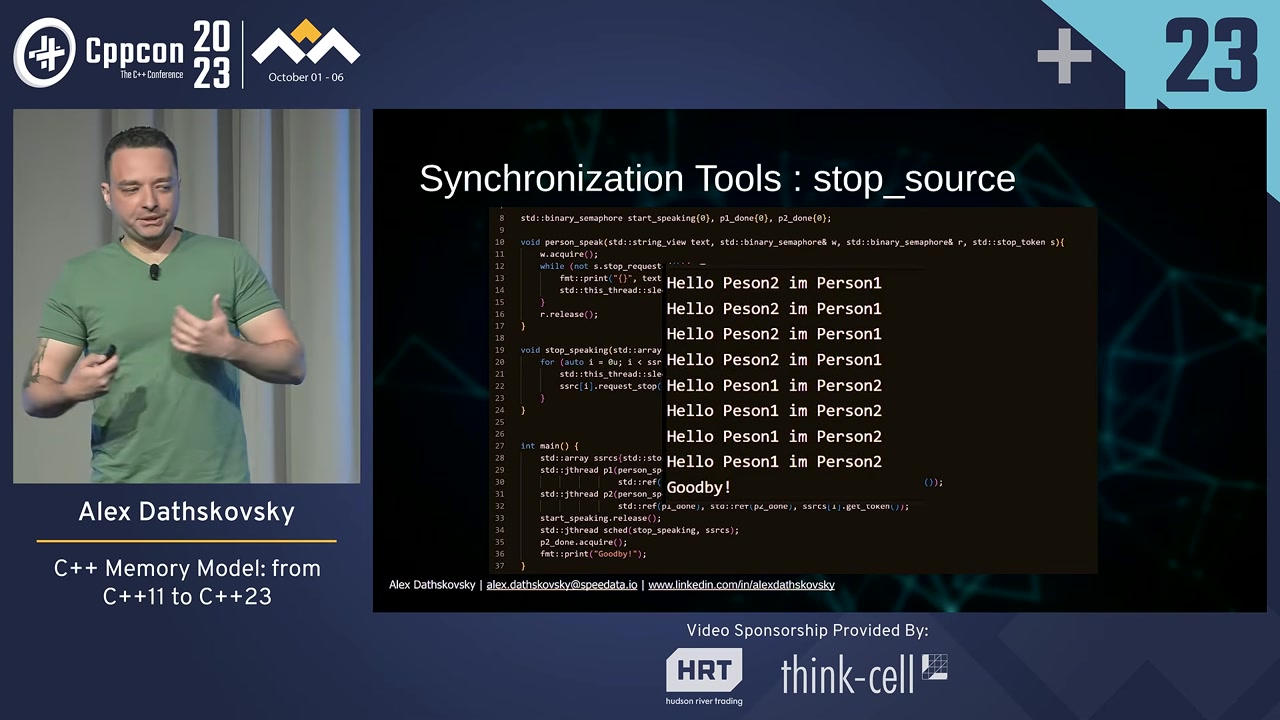 Cppcon
The C++ Conference
20
23
October 01 - 06
23
Synchronization Tools : stop_source
8 std::binary_semaphore start_speaking{0}, p1_done{0}, p2_done{0};
9
10 void person_speak(std::string_view text, std::binary_semaphore& w, std::binary_semaphore& r, std::stop_token s){
11 w.acquire();
12 while (not s.stop_request
13 fmt::print("{}", text
14 std::this_thread::sle
15 }
16 r.release();
17 }
18
19 void stop_speaking(std::array
20 for (auto i = 0u; i < ssr
21 std::this_thread::sle
22 ssrc[i].request_stop(
23 }
24 }
25
26
27 int main() {
28 std::array ssrcs{std::sto
29 std::jthread p1(person_sp
30 std::ref( ());
31 std::jthread p2(person_sp
32 std::ref(p1_done), std::ref(p2_done), ssrcs[1].get_token());
33 start_speaking.release();
34 std::jthread sched(stop_speaking, ssrcs);
35 p2_done.acquire();
36 fmt::print("Goodby!");
37 }
Hello Peson2 im Person1
Hello Peson2 im Person1
Hello Peson2 im Person1
Hello Peson2 im Person1
Hello Peson1 im Person2
Hello Peson1 im Person2
Hello Peson1 im Person2
Hello Peson1 im Person2
Goodby!
Alex Dathskovsky | alex.dathskovsky@speedata.io | www.linkedin.com/in/alexdathskovsky
Alex Dathskovsky
C++ Memory Model: from
C++11 to C++23
Video Sponsorship Provided By:
HRT
hudson river trading
think-cell